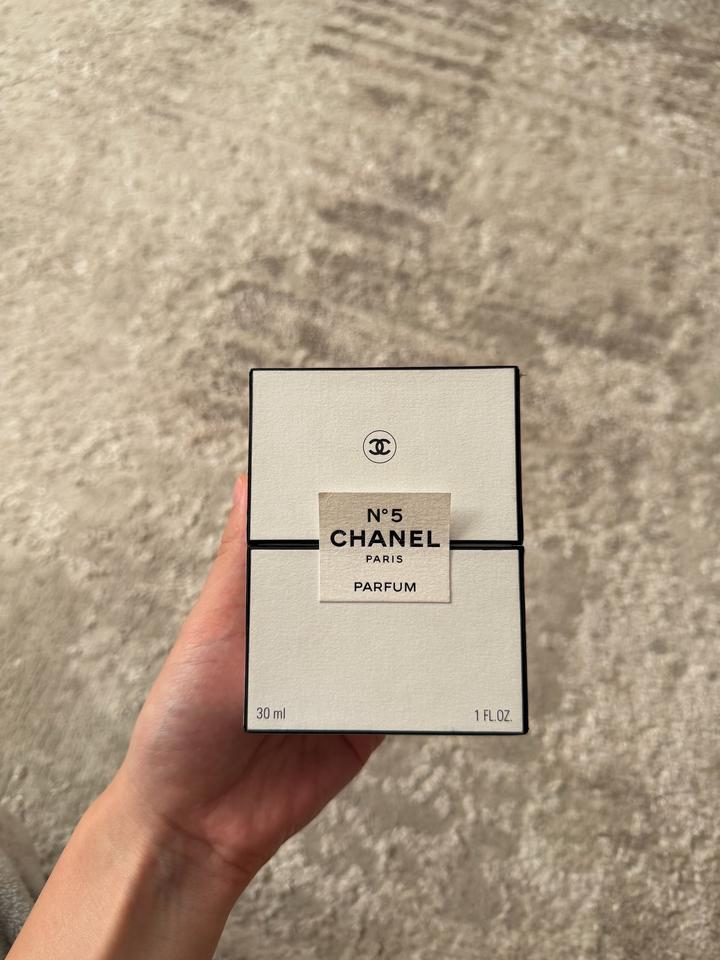 N°5
CHANEL
PARIS
PARFUM
30 ml
1 FL.OZ.